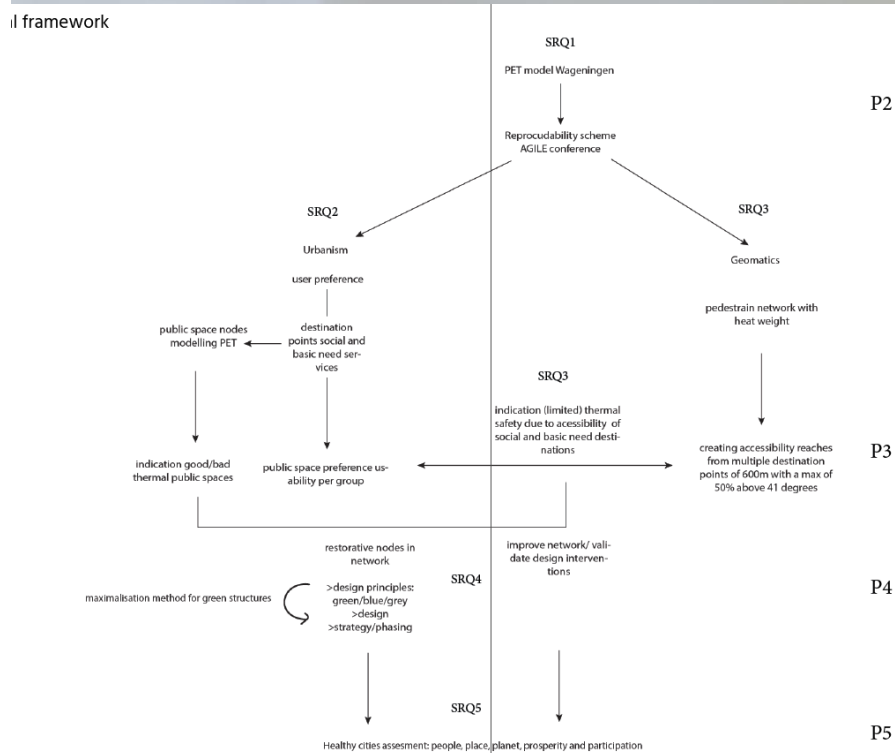 l framework
SRQ1
PET model Wageningen
P2
Reprocudability scheme
AGILE conference
SRQ2
SRQ3
Urbanism
Geomatics
user preference
pedestrain network with
heat weight
public space nodes
modelling PET
destination
points social and
basic need ser-
vices
SRQ3
indication (limited) thermal
safety due to acessibility of
social and basic need desti-
nations
indication good/bad
thermal public spaces
public space preference us-
ability per group
creating accessibility reaches
from multiple destination
points of 600m with a max of
50% above 41 degrees
P3
restorative nodes in
network
improve network/ vali-
date design interven-
tions
SRQ4
P4
maximalisation method for green structures
>design principles:
green/blue/grey
>design
>strategy/phasing
SRQ5
P5
Healthy cities assesment: people, place, planet, prosperity and participation